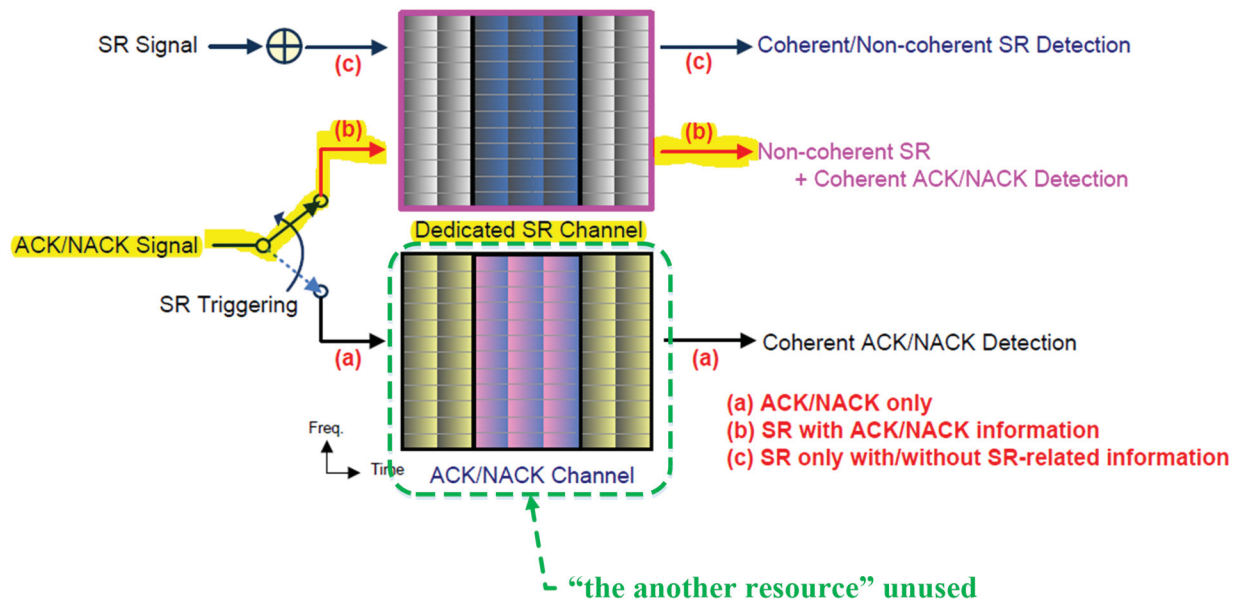 SR Signal
(c)
(c)
Coherent/Non-coherent SR Detection
(b)
(b)
Non-coherent SR
+ Coherent ACK/NACK Detection
Dedicated SR Channel
ACK/NACK Signal
SR Triggering
(a)
(a)
Coherent ACK/NACK Detection
(a) ACK/NACK only
(b) SR with ACK/NACK information
(c) SR only with/without SR-related information
Freq.
Time
ACK/NACK Channel
“the another resource” unused